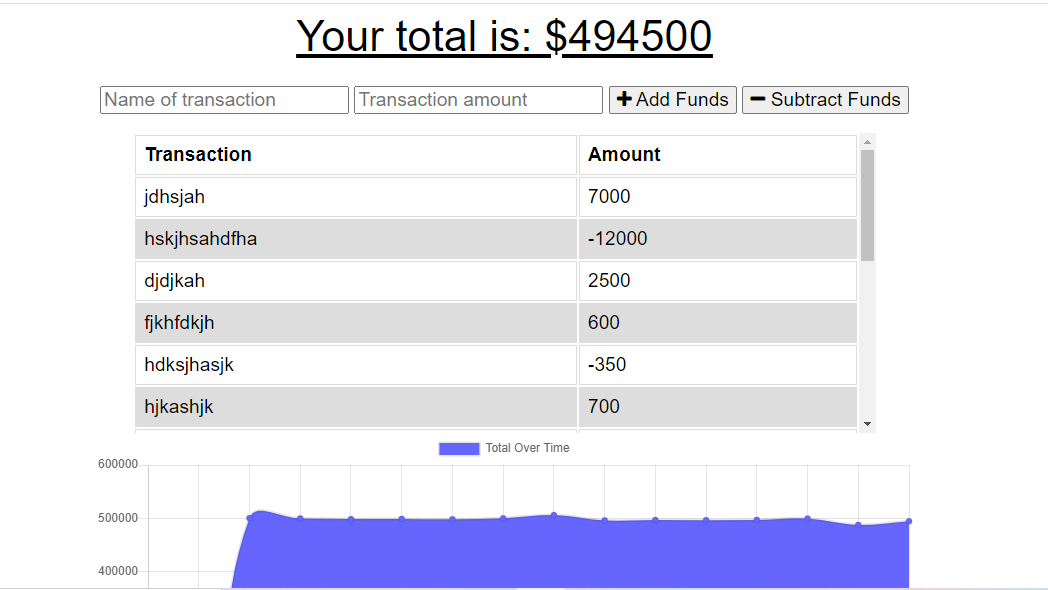 Your total is: $494500
Name of transaction Transaction amount Add Funds Subtract Funds
Transaction Amount
jdhsjah 7000
hskjhsahdfha -12000
djdjkah 2500
fjkhfdkjh 600
hdksjhasjk -350
hjkashjk 700
Total Over Time
600000
500000
400000